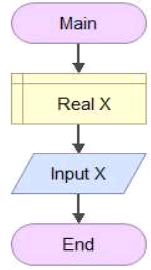 Main
Real X
Input X
End